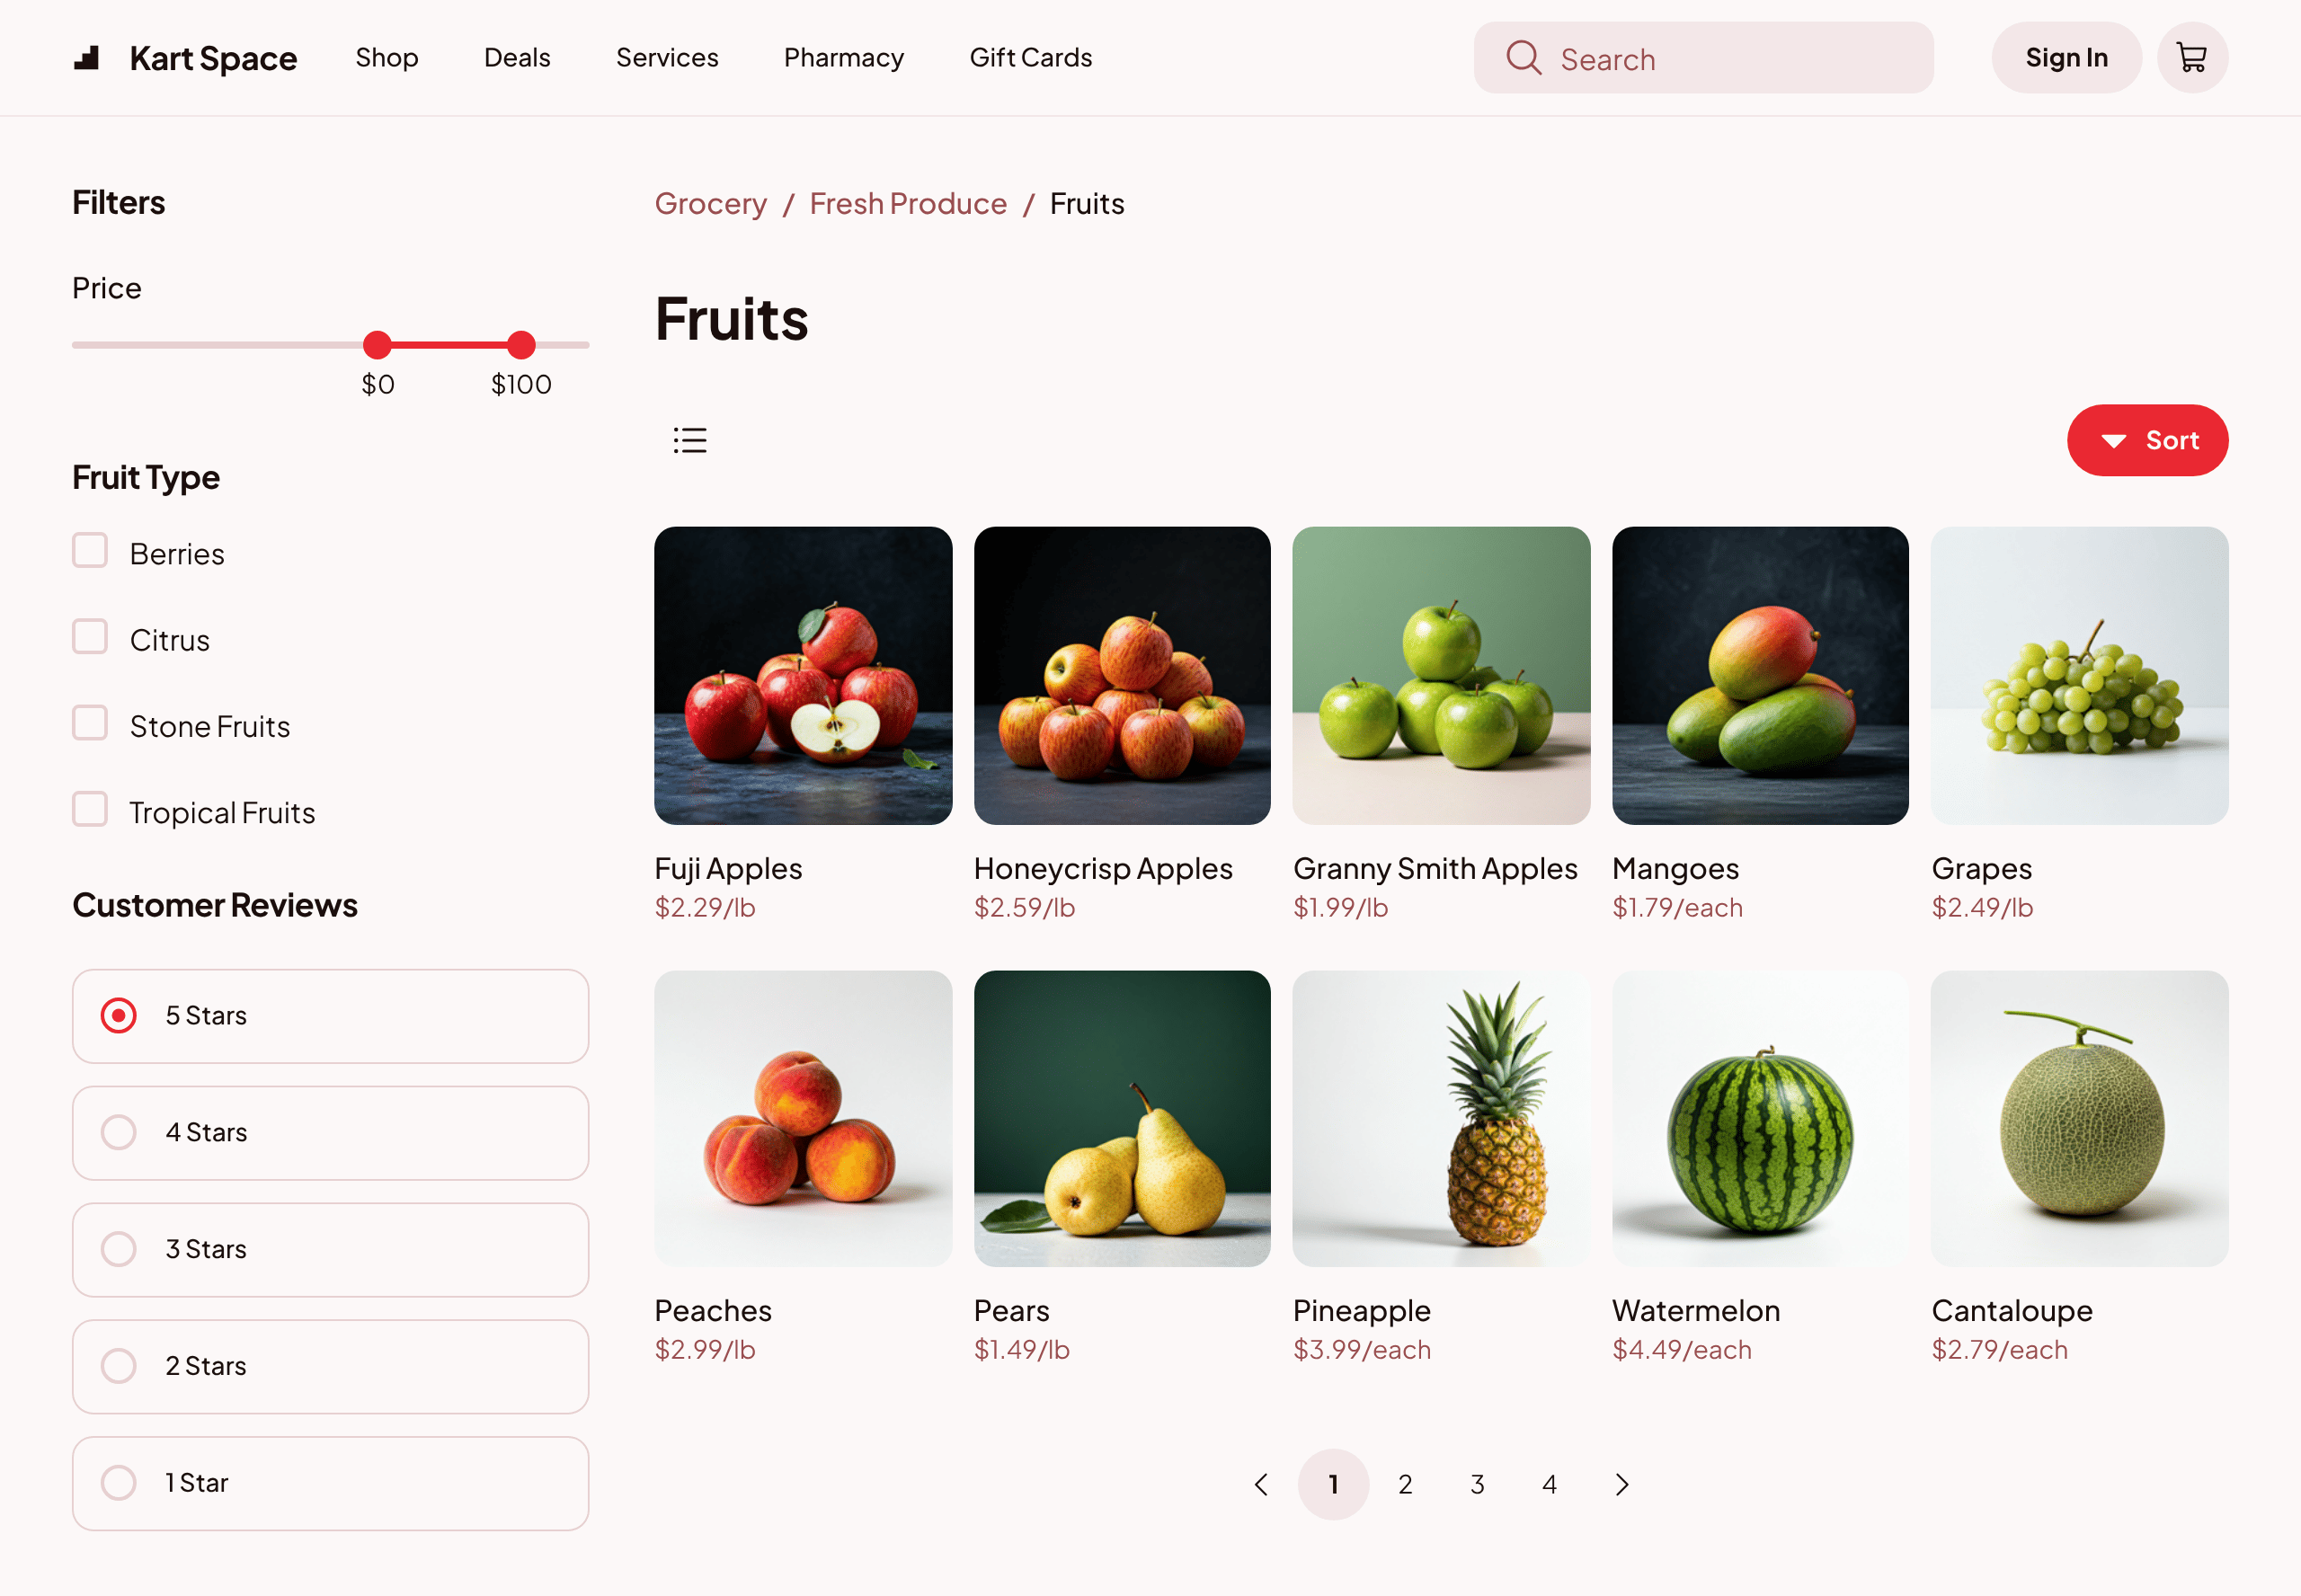 Kart Space
Shop
Deals
Services
Pharmacy
Gift Cards
Search
Sign In
Filters
Price
$0
$100
Fruit Type
Berries
Citrus
Stone Fruits
Tropical Fruits
Customer Reviews
5 Stars
4 Stars
3 Stars
2 Stars
1 Star
Grocery / Fresh Produce / Fruits
Fruits
Sort
Fuji Apples
$2.29/lb
Honeycrisp Apples
$2.59/lb
Granny Smith Apples
$1.99/lb
Mangoes
$1.79/each
Grapes
$2.49/lb
Peaches
$2.99/lb
Pears
$1.49/lb
Pineapple
$3.99/each
Watermelon
$4.49/each
Cantaloupe
$2.79/each
1 2 3 4